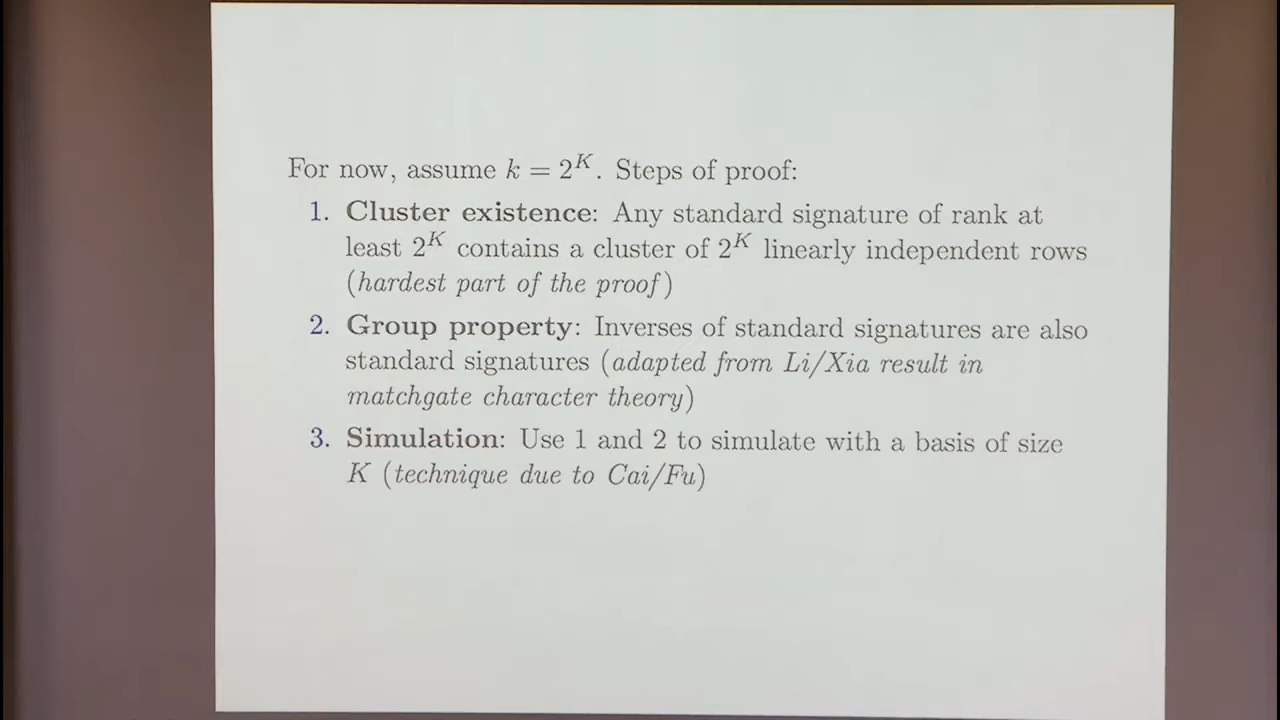 For now, assume k = 2^K. Steps of proof:
1. Cluster existence: Any standard signature of rank at
least 2^K contains a cluster of 2^K linearly independent rows
(hardest part of the proof)
2. Group property: Inverses of standard signatures are also
standard signatures (adapted from Li/Xia result in
matchgate character theory)
3. Simulation: Use 1 and 2 to simulate with a basis of size
K (technique due to Cai/Fu)